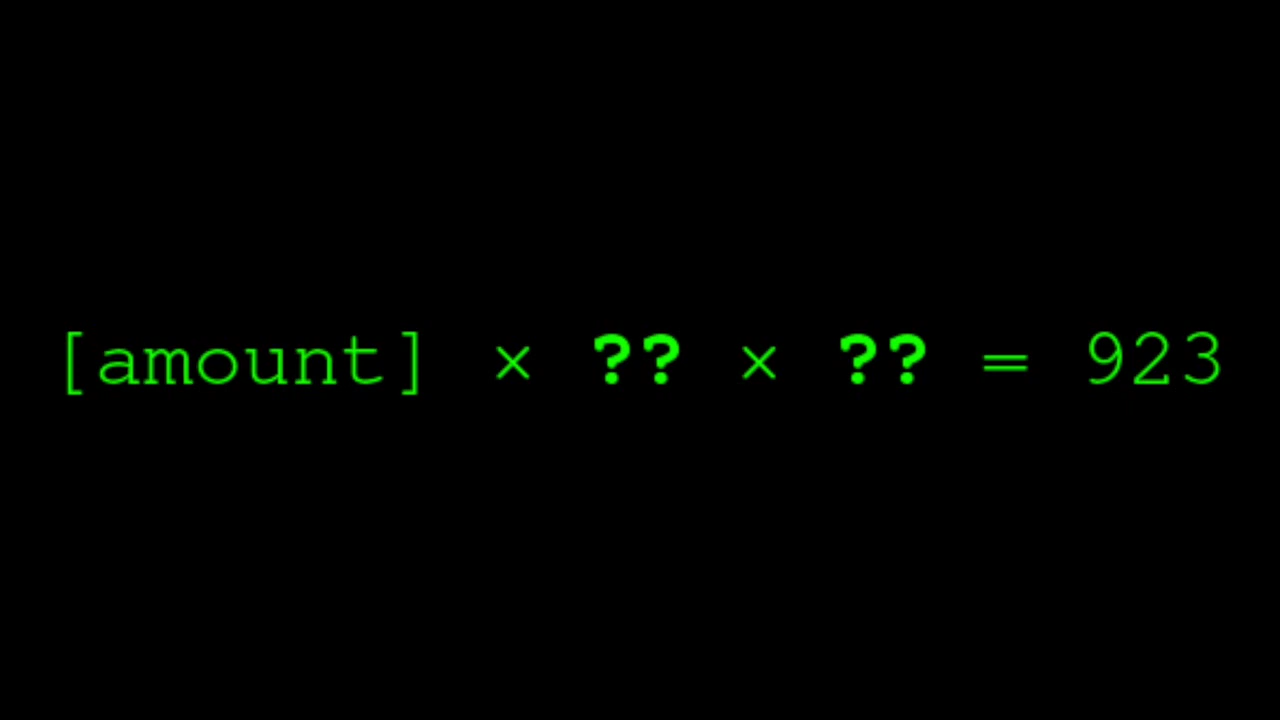 [amount] × ?? × ?? = 923